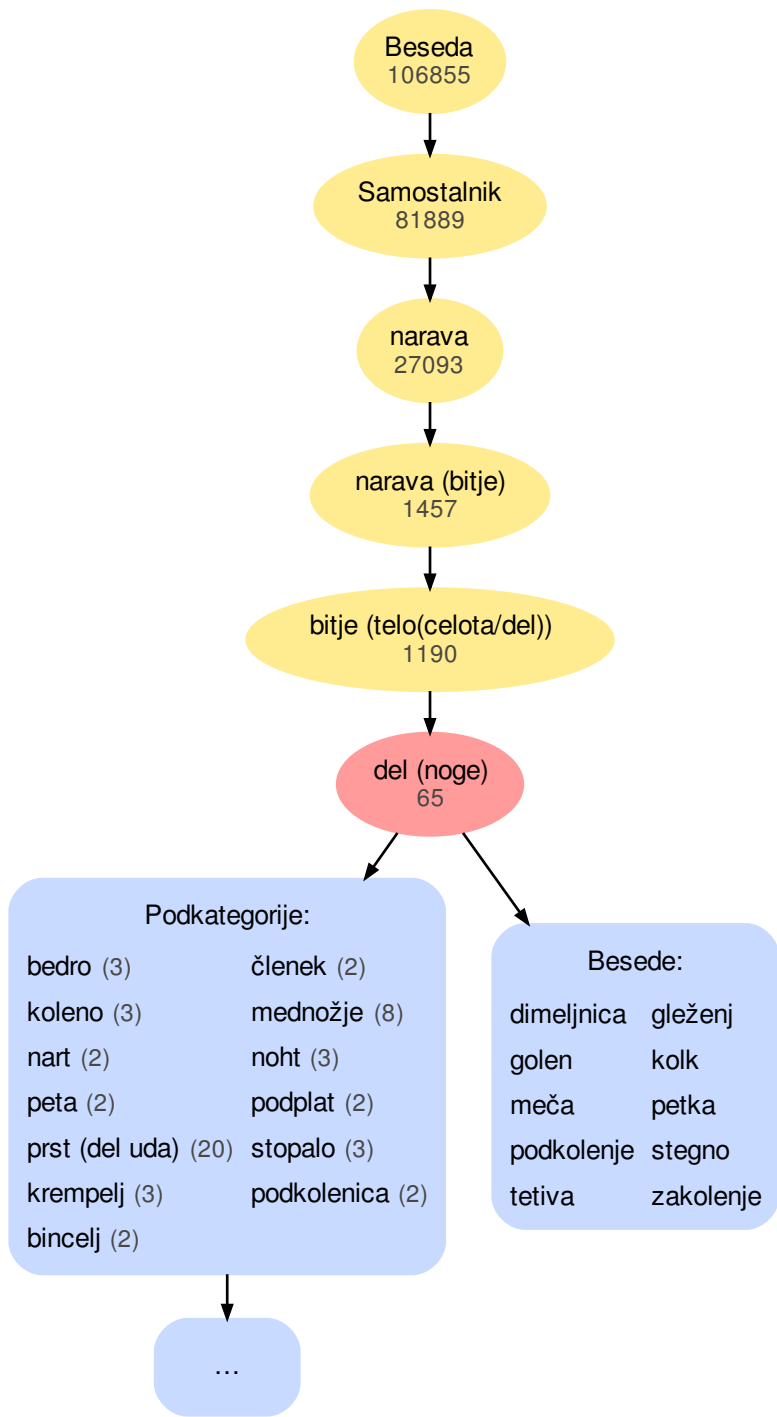 Beseda
106855
Samostalnik
81889
narava
27093
narava (bitje)
1457
bitje (telo(celota/del))
1190
del (noge)
65
Podkategorije:
bedro (3) členek (2)
koleno (3) mednožje (8)
nart (2) noht (3)
peta (2) podplat (2)
prst (del uda) (20) stopalo (3)
krempelj (3) podkolenica (2)
bincelj (2)
Besede:
dimeljnica gleženj
golen kolk
meča petka
podkolenje stegno
tetiva zakolenje
...